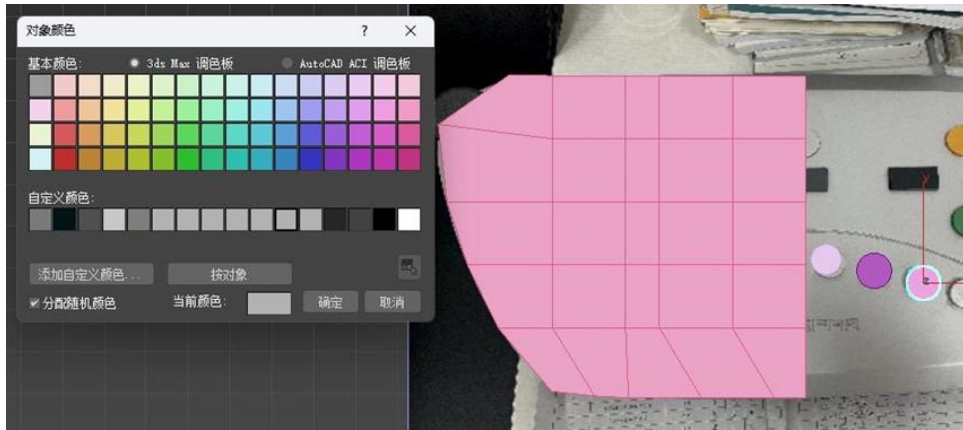 对象颜色 ? ×
基本颜色: 3ds Max 调色板 AutoCAD ACI 调色板
自定义颜色:
添加自定义颜色... 按对象
分配随机颜色 当前颜色: 确定 取消
y
z